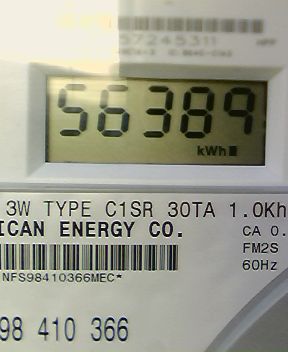 57245311
56389
kWh
3W TYPE C1SR 30TA 1.0Kh
ICAN ENERGY CO.
CA 0.
FM2S
60Hz
NFS98410366MEC*
98 410 366